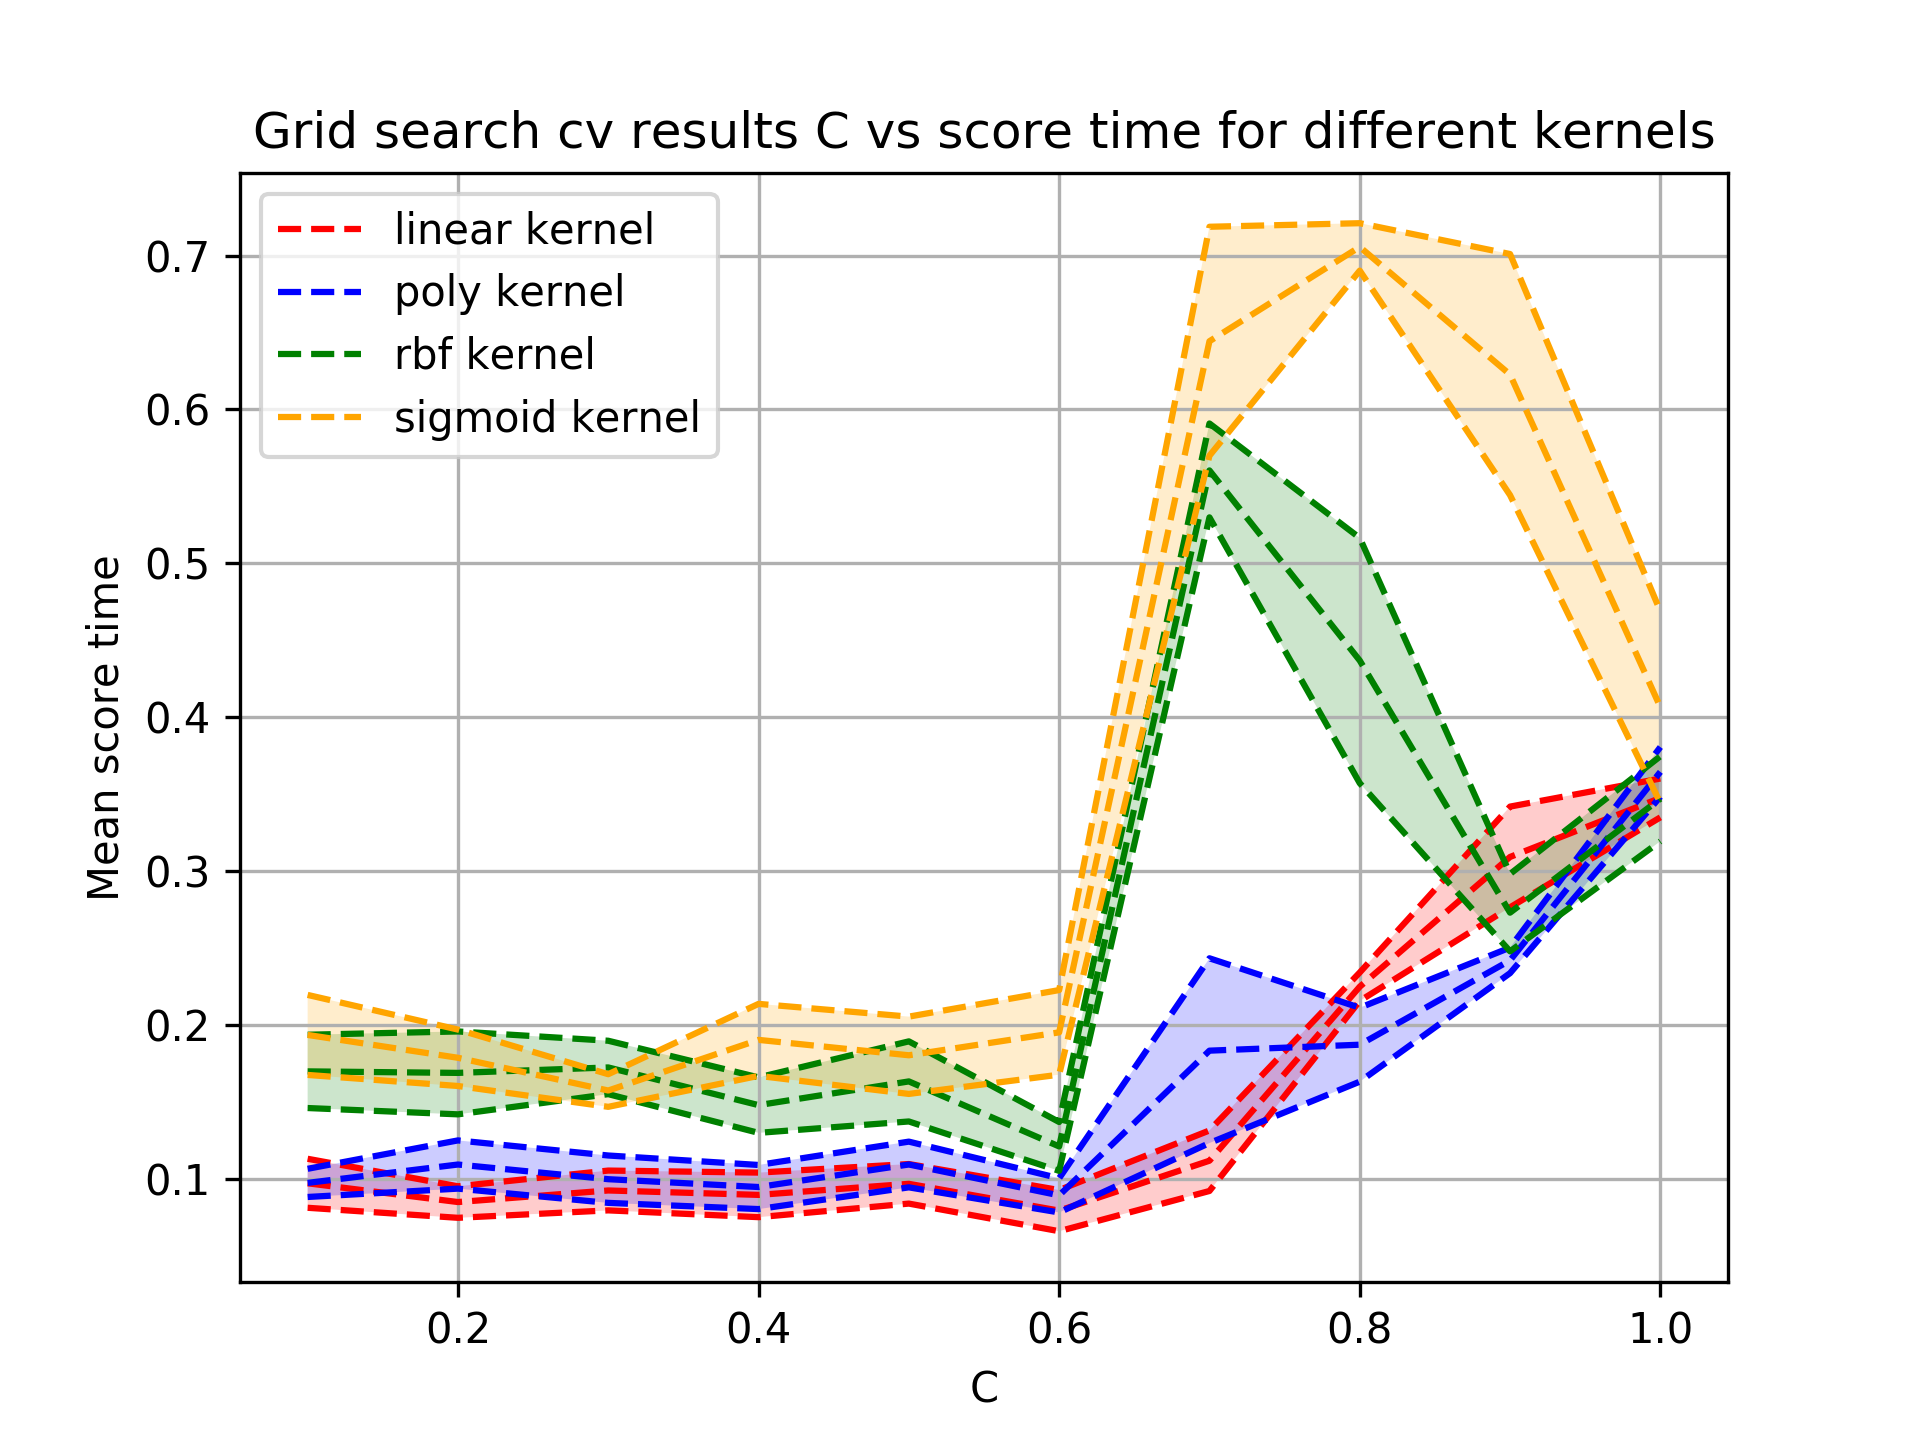 Grid search cv results C vs score time for different kernels
linear kernel
poly kernel
rbf kernel
sigmoid kernel
0.7
0.6
0.5
0.4
0.3
0.2
0.1
Mean score time
0.2 0.4 0.6 0.8 1.0
C